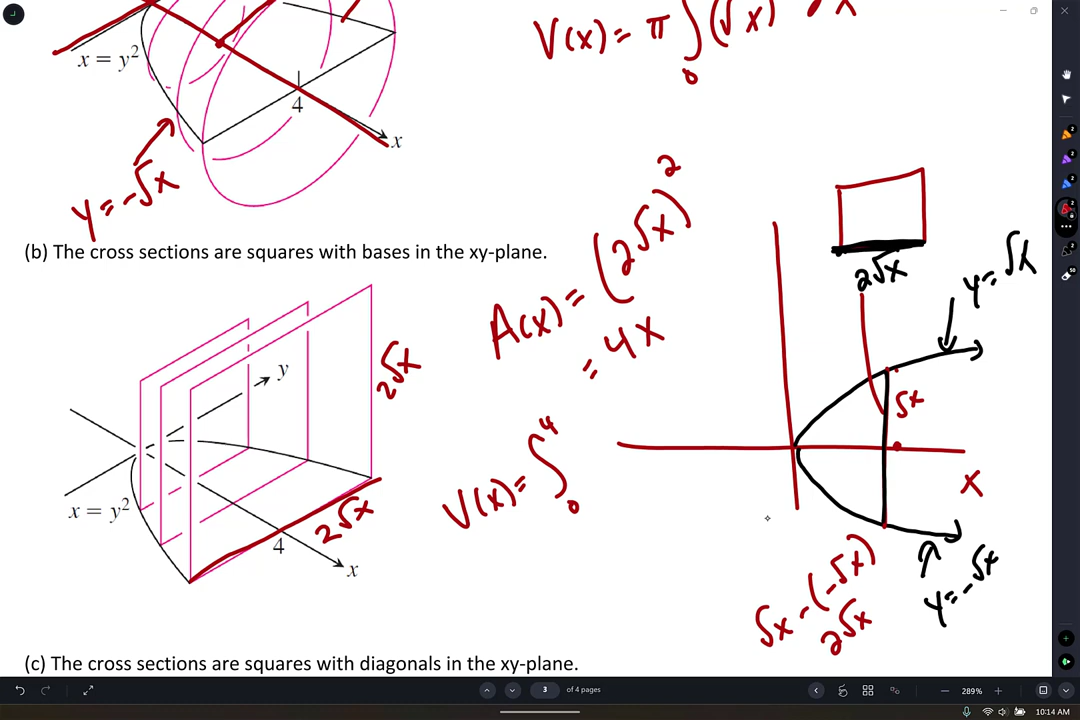 V(x) = π ∫₀ (√x)
x = y²
4
x
y = -√x
(b) The cross sections are squares with bases in the xy-plane.
A(x) = (2√x)²
= 4x
2√x
y = √x
y
2√x
√x
x = y²
2√x
4
x
V(x) = ∫₀⁴
x
√x - (-√x)
2√x
y = -√x
(c) The cross sections are squares with diagonals in the xy-plane.
3 of 4 pages
289%
10:14 AM